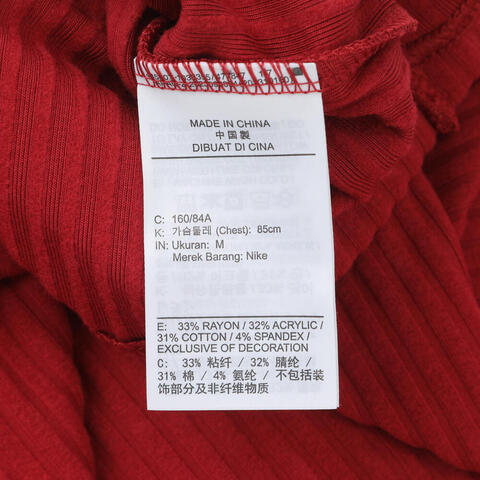 MADE IN CHINA
中国製
DIBUAT DI CINA
C: 160/84A
K: 가슴둘레 (Chest): 85cm
IN: Ukuran: M
Merek Barang: Nike
E: 33% RAYON / 32% ACRYLIC /
31% COTTON / 4% SPANDEX /
EXCLUSIVE OF DECORATION
C: 33% 粘纤 / 32% 腈纶 /
31% 棉 / 4% 氨纶 / 不包括装
饰部分及非纤维物质